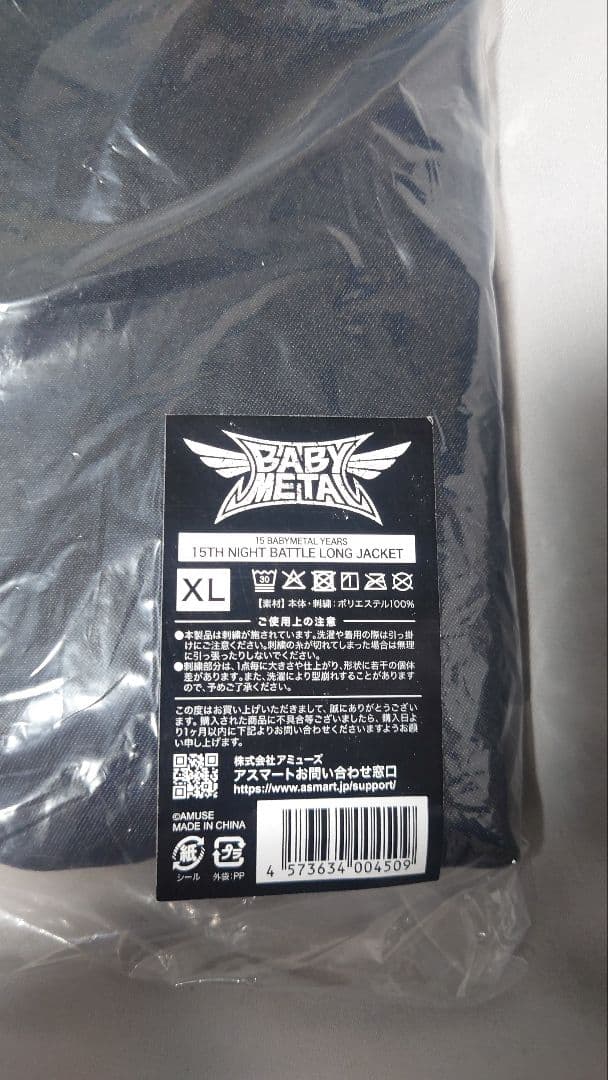 BABY
METAL
15 BABYMETAL YEARS
15TH NIGHT BATTLE LONG JACKET
XL
30
【素材】本体・刺繍：ポリエステル100%
ご使用上の注意
●本製品は刺繍が施されています。洗濯や着用の際は引っ掛
けにご注意ください。刺繍の糸が切れてしまった場合は無理
に引っ張ったりしないでください。
●刺繍部分は、1点毎に大きさや仕上がり、形状に若干の個体
差があります。また、洗濯により型崩れすることがあります
ので、予めご了承ください。
この度はお買い上げいただきまして、誠にありがとうござい
ます。購入された商品に不具合等ございましたら、購入日よ
り1ヶ月以内に下記よりお問い合わせくださいますようお願
い申し上げます。
株式会社アミューズ
アスマートお問い合わせ窓口
https://www.asmart.jp/support/
©AMUSE
MADE IN CHINA
紙
シール
プラ
外袋:PP
4 573634 004509